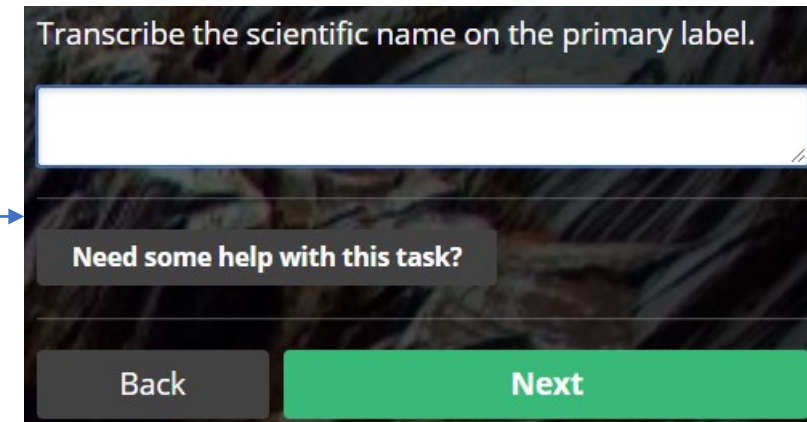 Transcribe the scientific name on the primary label.
Need some help with this task?
Back
Next